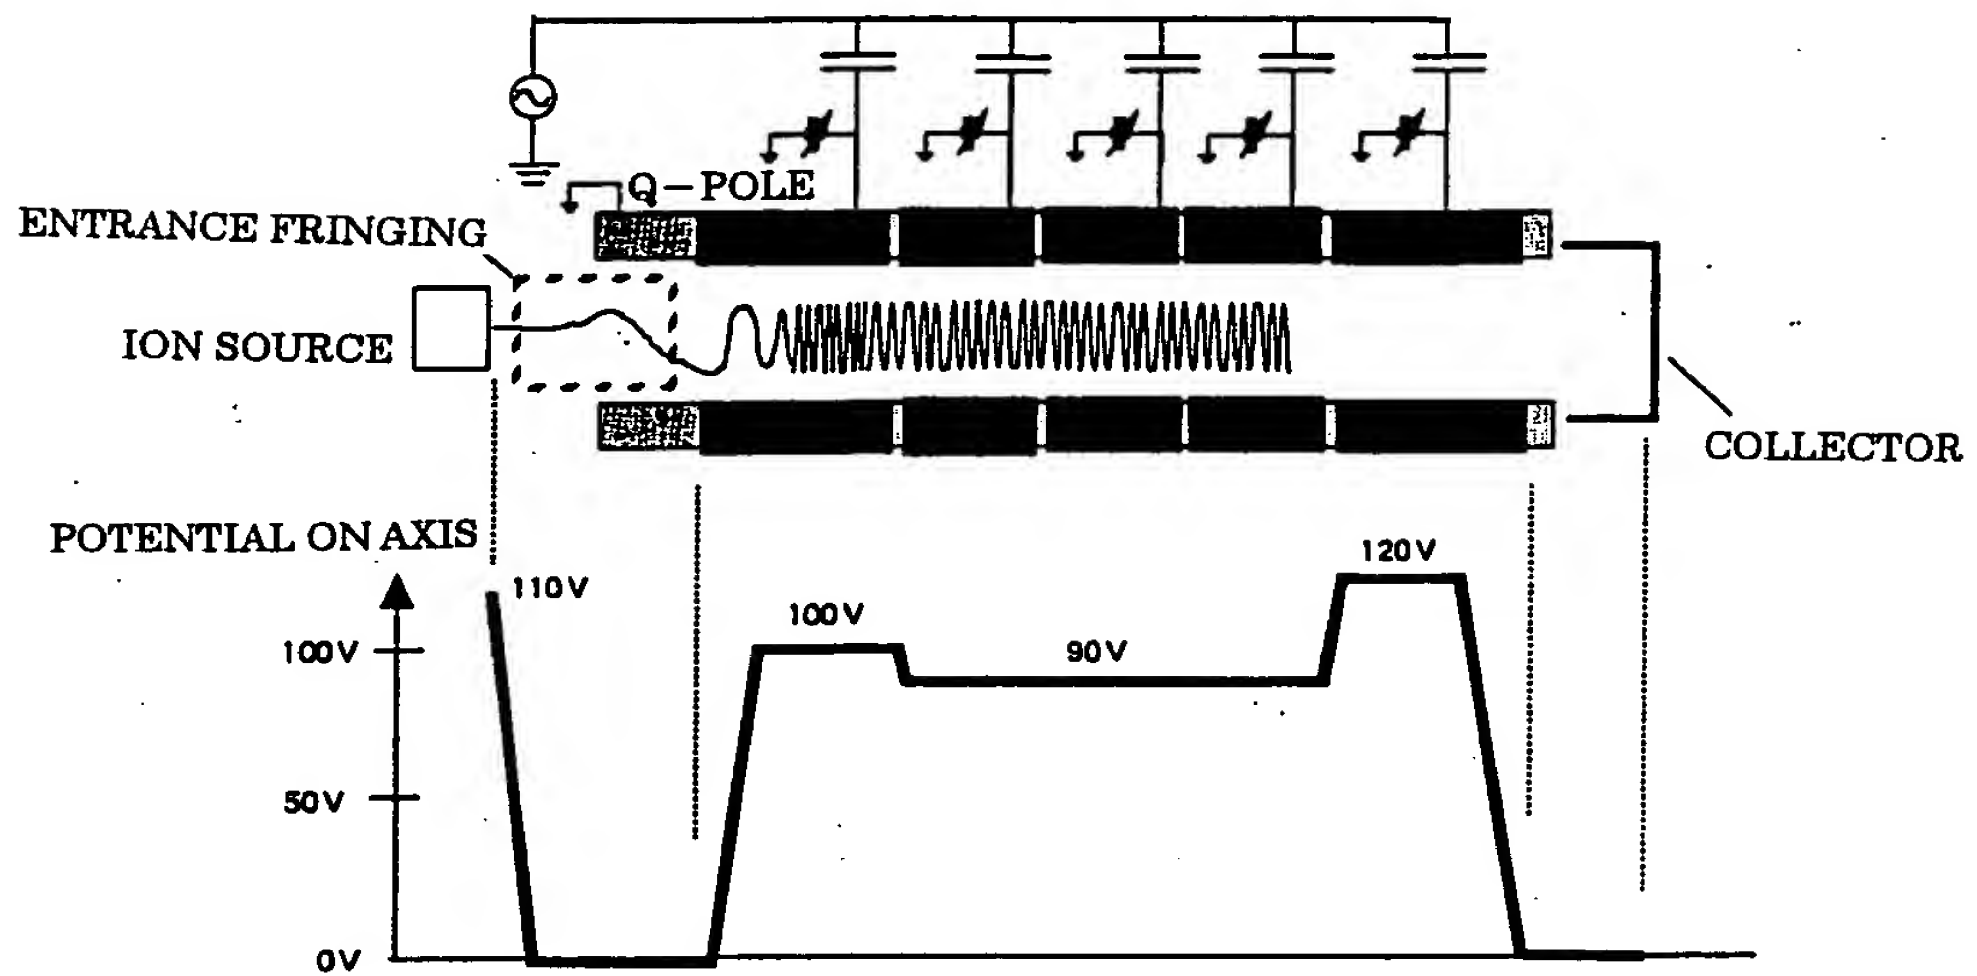 Q-POLE
ENTRANCE FRINGING
ION SOURCE
COLLECTOR
POTENTIAL ON AXIS
120V
110V
100V
100V
90V
50V
0V